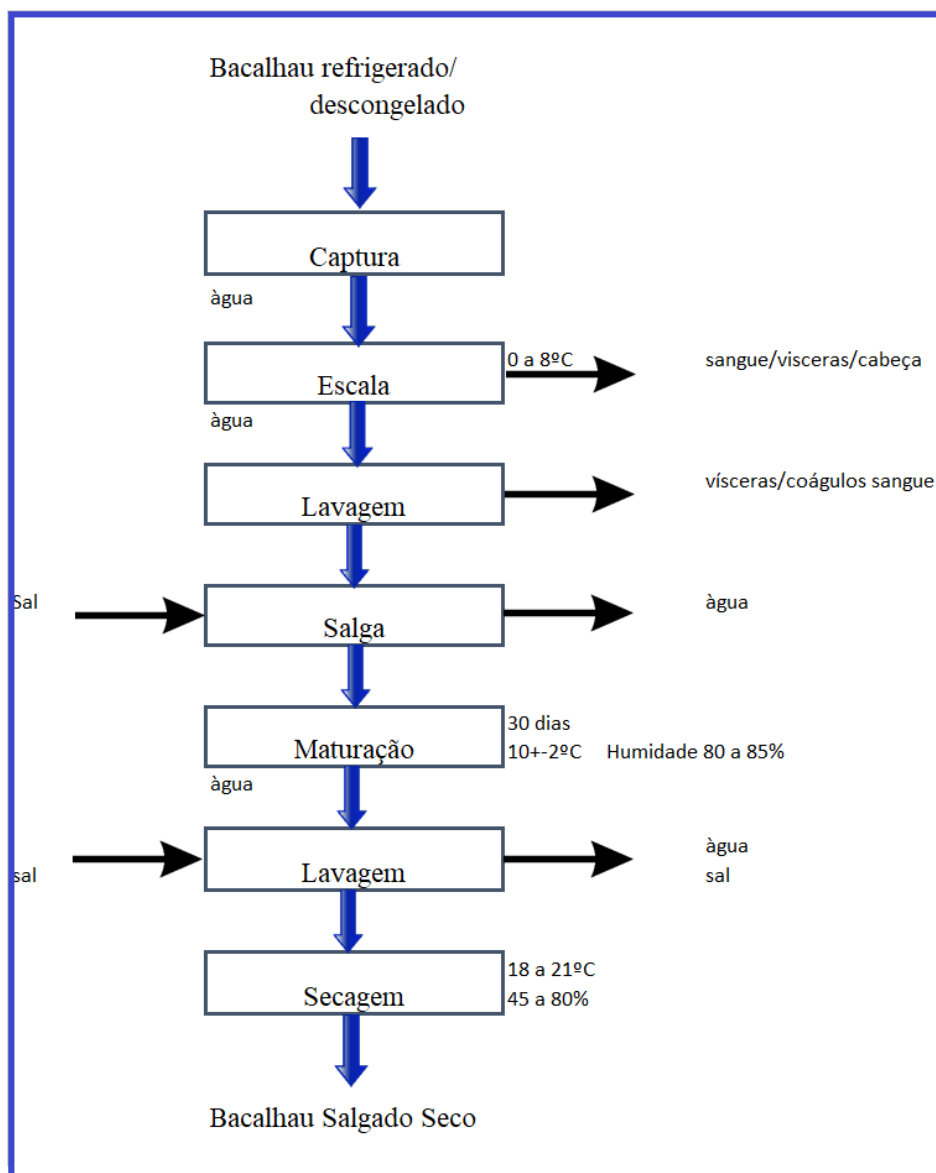 Bacalhau refrigerado/
descongelado
Captura
àgua
0 a 8ºC
sangue/visceras/cabeça
Escala
àgua
Lavagem
vísceras/coágulos sangue
Sal
Salga
àgua
Maturação
30 dias
10+-2ºC Humidade 80 a 85%
àgua
sal
Lavagem
àgua
sal
Secagem
18 a 21ºC
45 a 80%
Bacalhau Salgado Seco